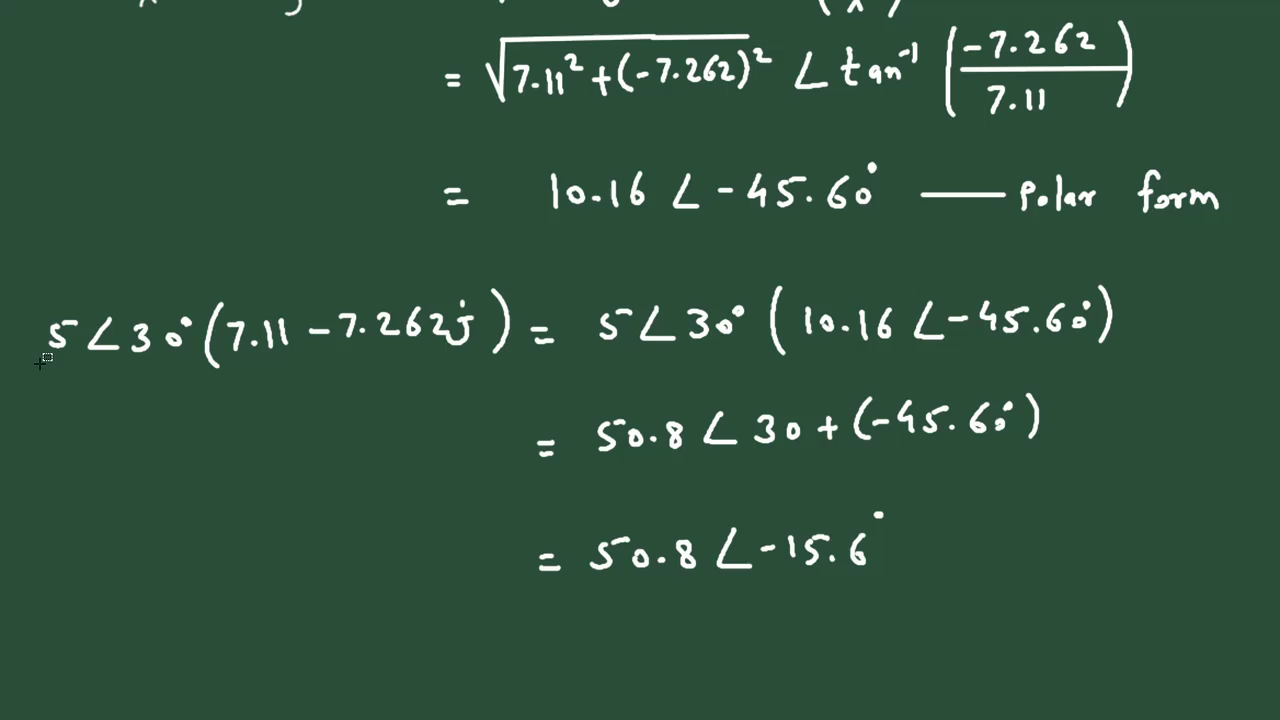 = √7.11² + (-7.262)² ∠ tan⁻¹ (-7.262 / 7.11)
= 10.16 ∠ -45.60° —— Polar form
5∠30° (7.11 - 7.262j) = 5∠30° (10.16 ∠ -45.60°)
= 50.8 ∠ 30 + (-45.60°)
= 50.8 ∠ -15.6°